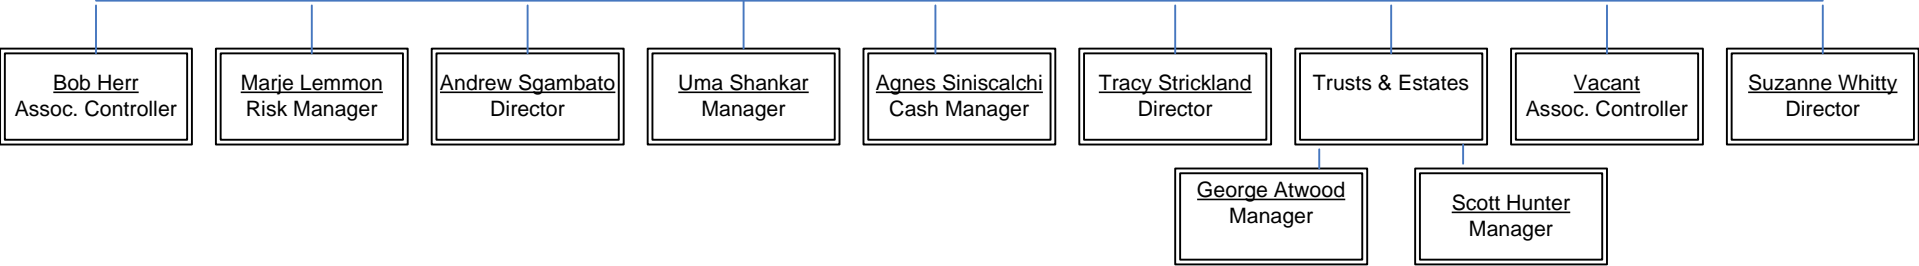 Bob Herr
Assoc. Controller
Marje Lemmon
Risk Manager
Andrew Sgambato
Director
Uma Shankar
Manager
Agnes Siniscalchi
Cash Manager
Tracy Strickland
Director
Trusts & Estates
Vacant
Assoc. Controller
Suzanne Whitty
Director
George Atwood
Manager
Scott Hunter
Manager